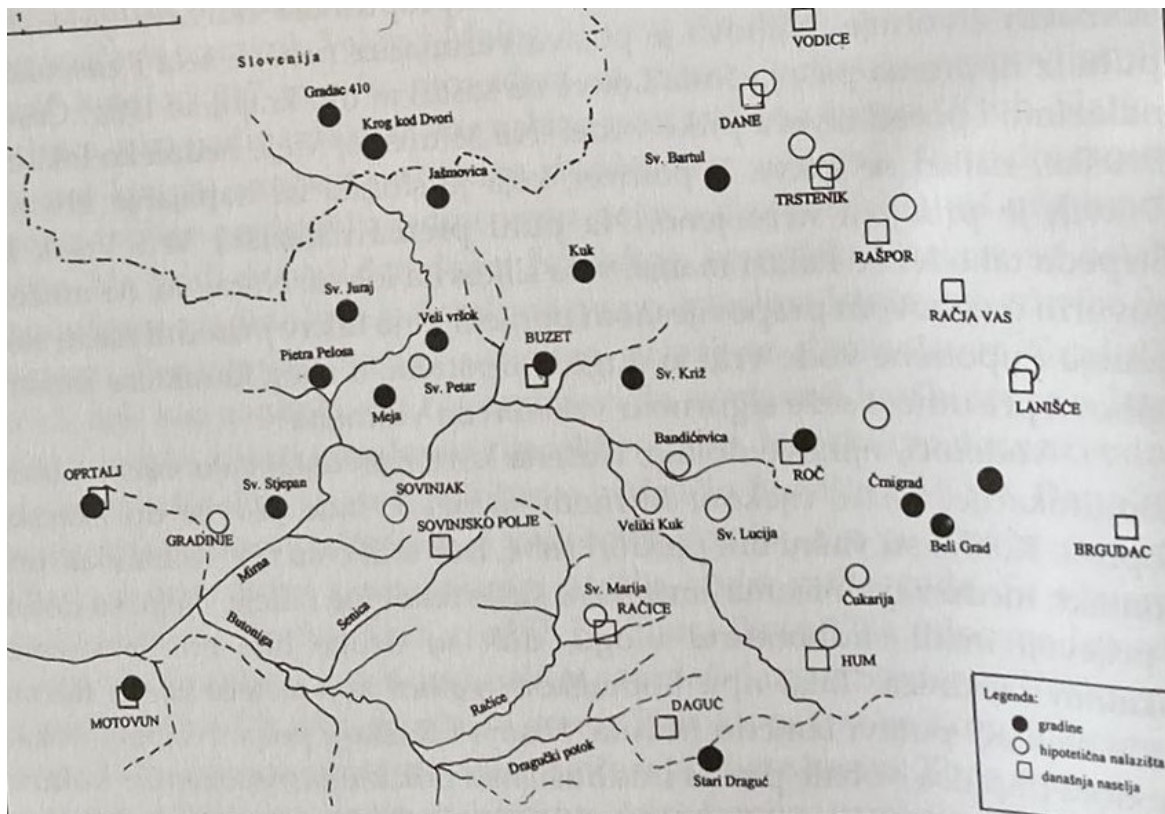 VODICE
Slovenija
Gradac 410
Krog kod Dvori
DANE
Sv. Bartul
Jašmovica
TRSTENIK
RAŠPOR
Kuk
Sv. Juraj
RAČJA VAS
Veli vršok
BUZET
Pietra Pelosa
Sv. Petar
Sv. Križ
Meja
LANIŠĆE
Bandićevica
ROČ
OPRTALJ
Sv. Stjepan
SOVINJAK
Črnigrad
SOVINJSKO POLJE
Veliki Kuk
Sv. Lucija
GRADINJE
Beli Grad
BRGUDAC
Mirna
Sv. Marija
Čukarija
RAČICE
Butoniga
Senica
HUM
Legenda:
gradine
hipotetična nalazišta
današnja naselja
MOTOVUN
Račice
DAGUĆ
Dragučki potok
Stari Draguć